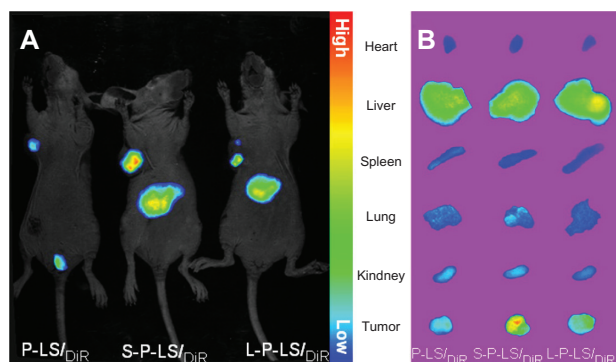 A
High
Low
P-LS/DiR
S-P-LS/DiR
L-P-LS/DiR
B
Heart
Liver
Spleen
Lung
Kindney
Tumor
P-LS/DiR
S-P-LS/DiR
L-P-LS/DiR